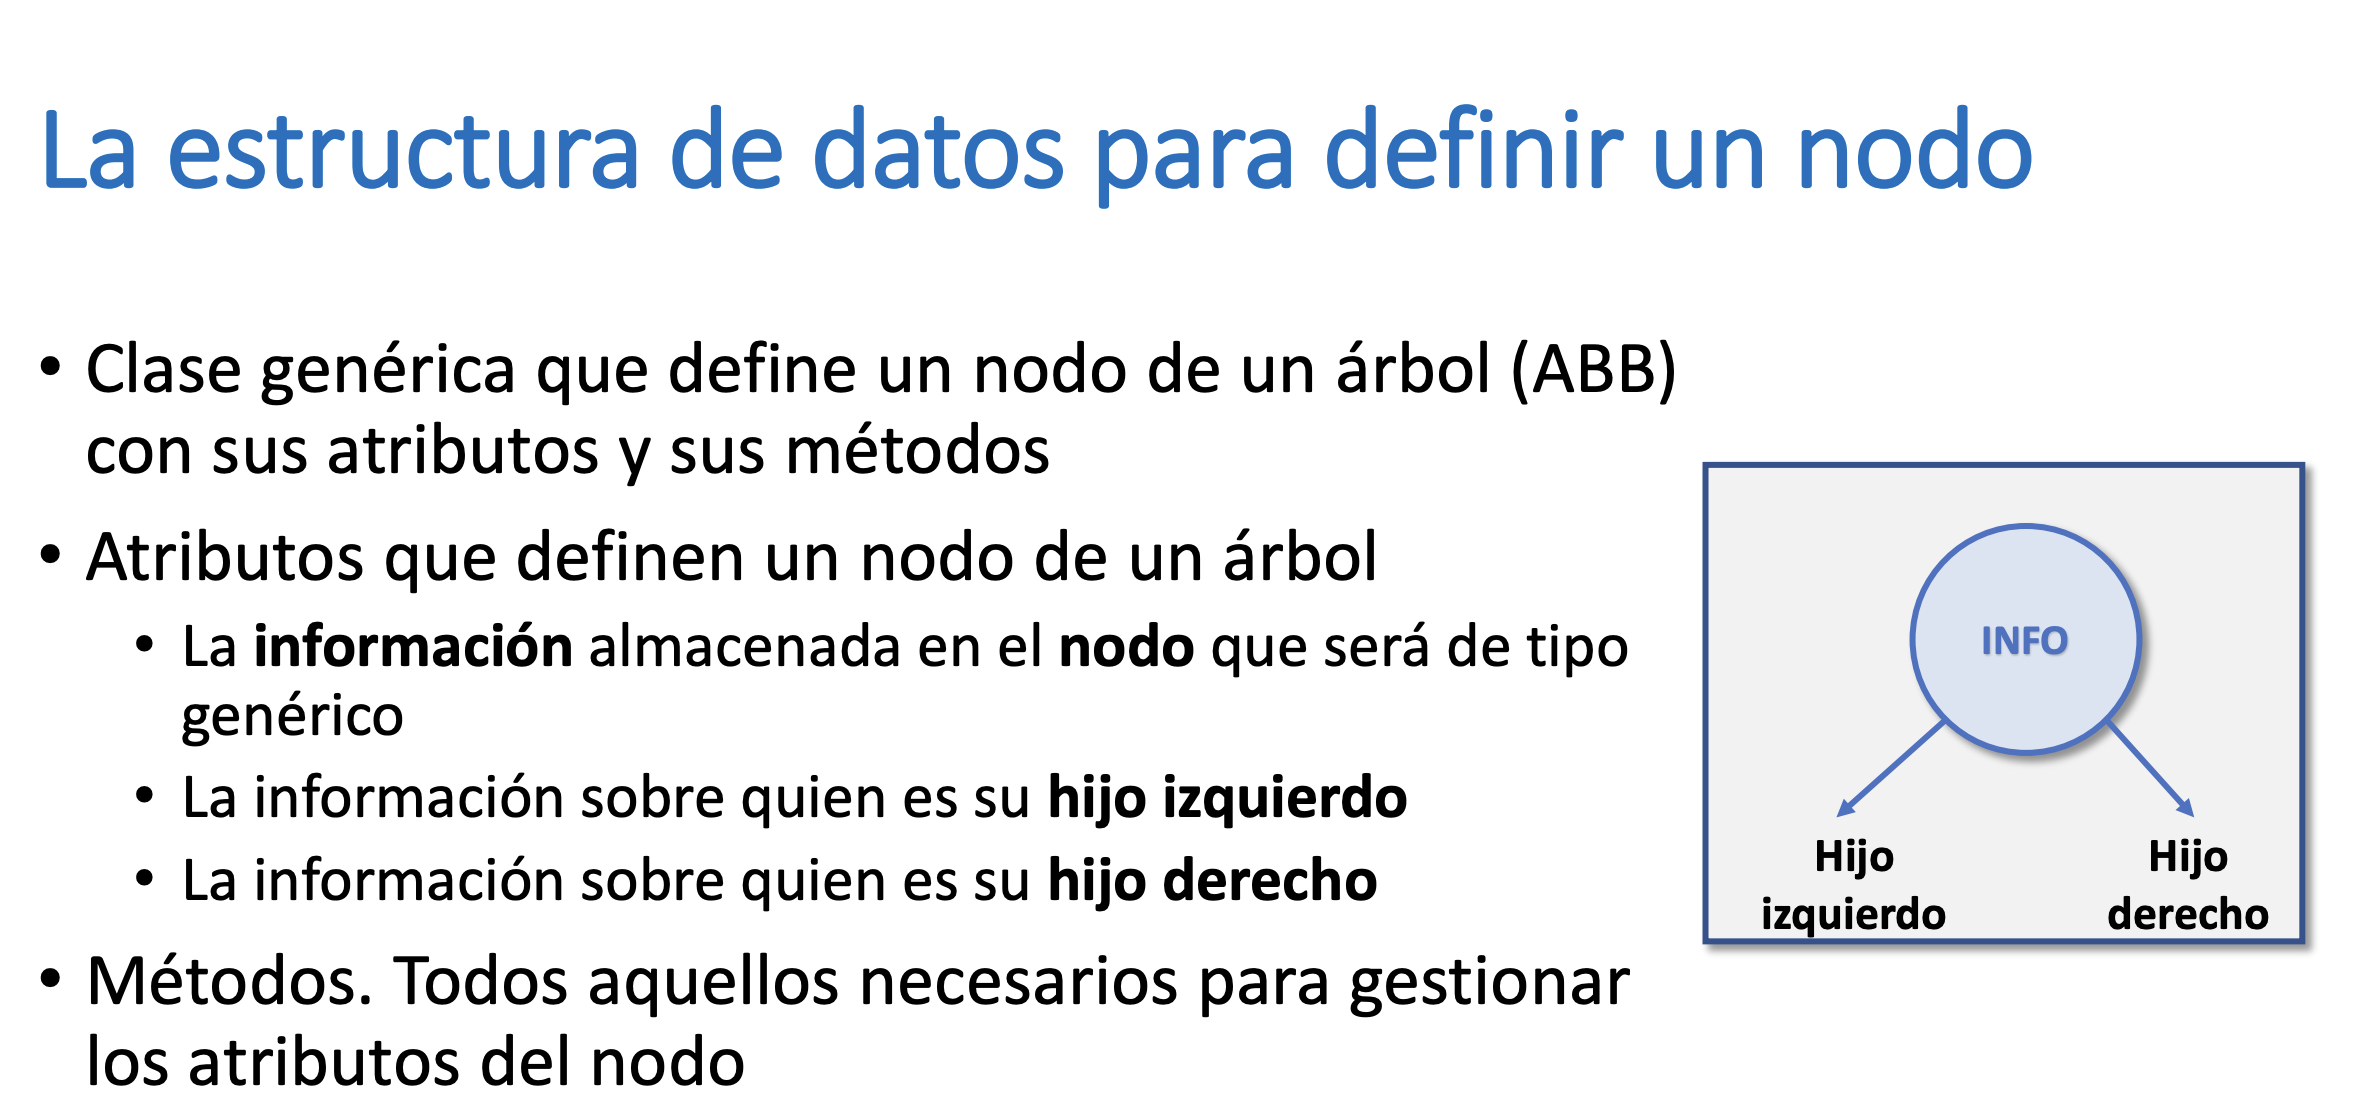 La estructura de datos para definir un nodo
• Clase genérica que define un nodo de un árbol (ABB)
con sus atributos y sus métodos
• Atributos que definen un nodo de un árbol
• La información almacenada en el nodo que será de tipo
genérico
• La información sobre quien es su hijo izquierdo
• La información sobre quien es su hijo derecho
• Métodos. Todos aquellos necesarios para gestionar
los atributos del nodo
INFO
Hijo
izquierdo
Hijo
derecho